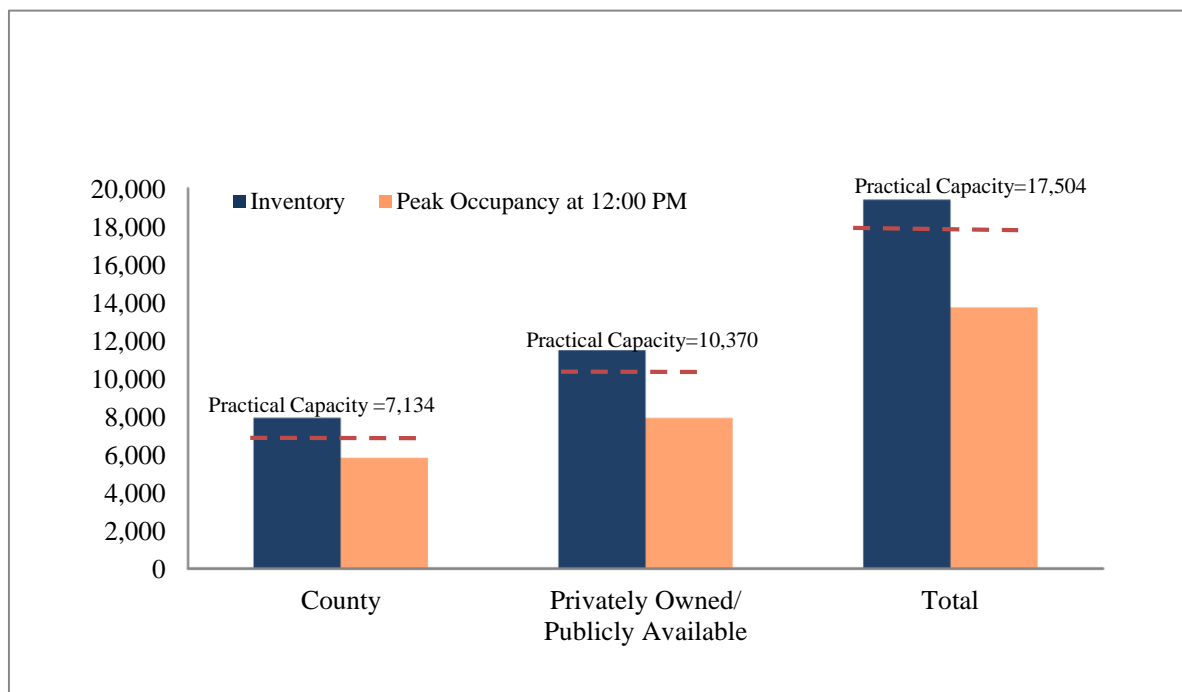 Practical Capacity=17,504
20,000
Inventory
Peak Occupancy at 12:00 PM
18,000
16,000
14,000
12,000
Practical Capacity=10,370
10,000
8,000
Practical Capacity =7,134
6,000
4,000
2,000
0
County
Privately Owned/
Publicly Available
Total